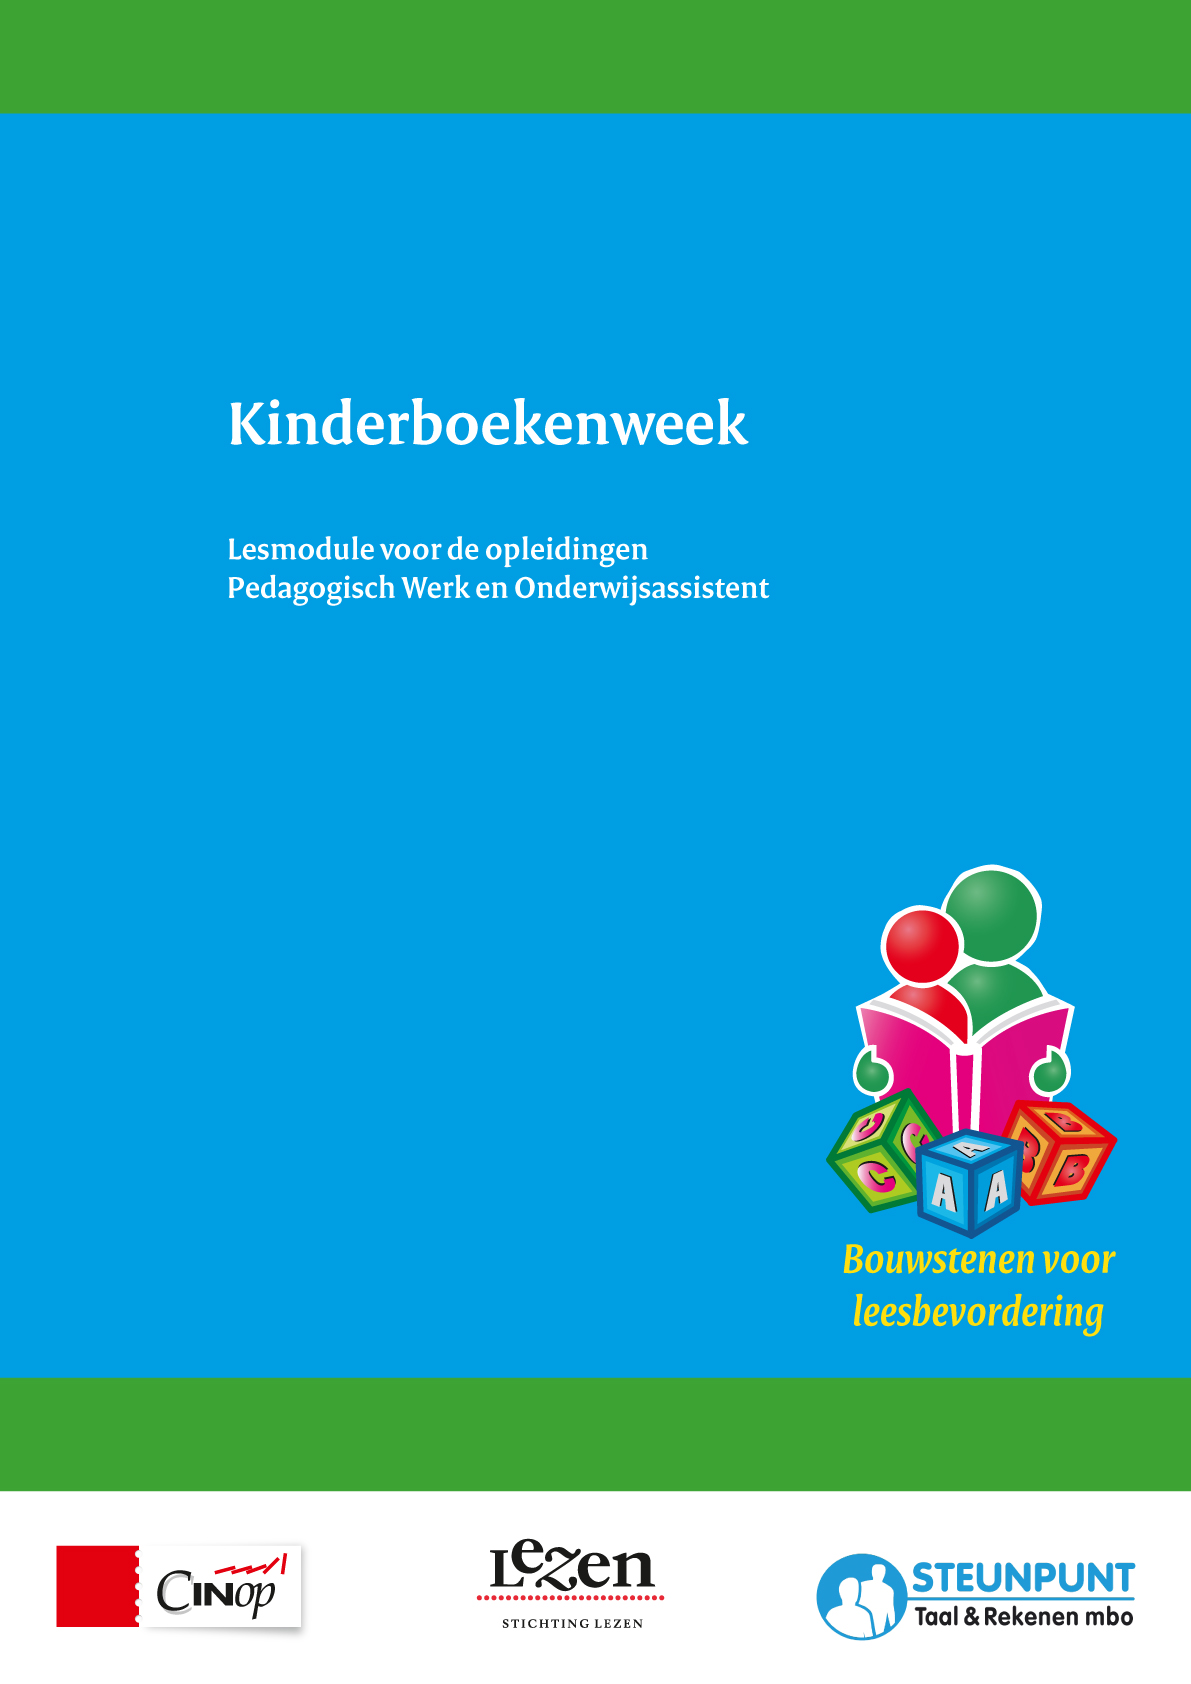 Kinderboekenweek
Lesmodule voor de opleidingen
Pedagogisch Werk en Onderwijsassistent
C
C
C
A
A
A
B
B
B
Bouwstenen voor
leesbevordering
CINOP
Lezen
STICHTING LEZEN
STEUNPUNT
Taal & Rekenen mbo